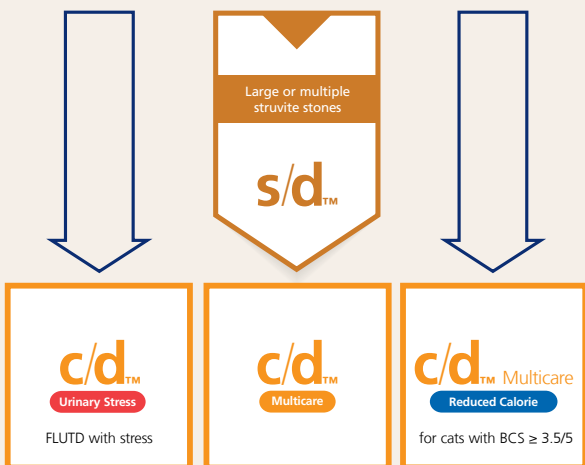 Large or multiple
struvite stones
s/d™
c/d™
Urinary Stress
FLUTD with stress
c/d™
Multicare
c/d™ Multicare
Reduced Calorie
for cats with BCS ≥ 3.5/5